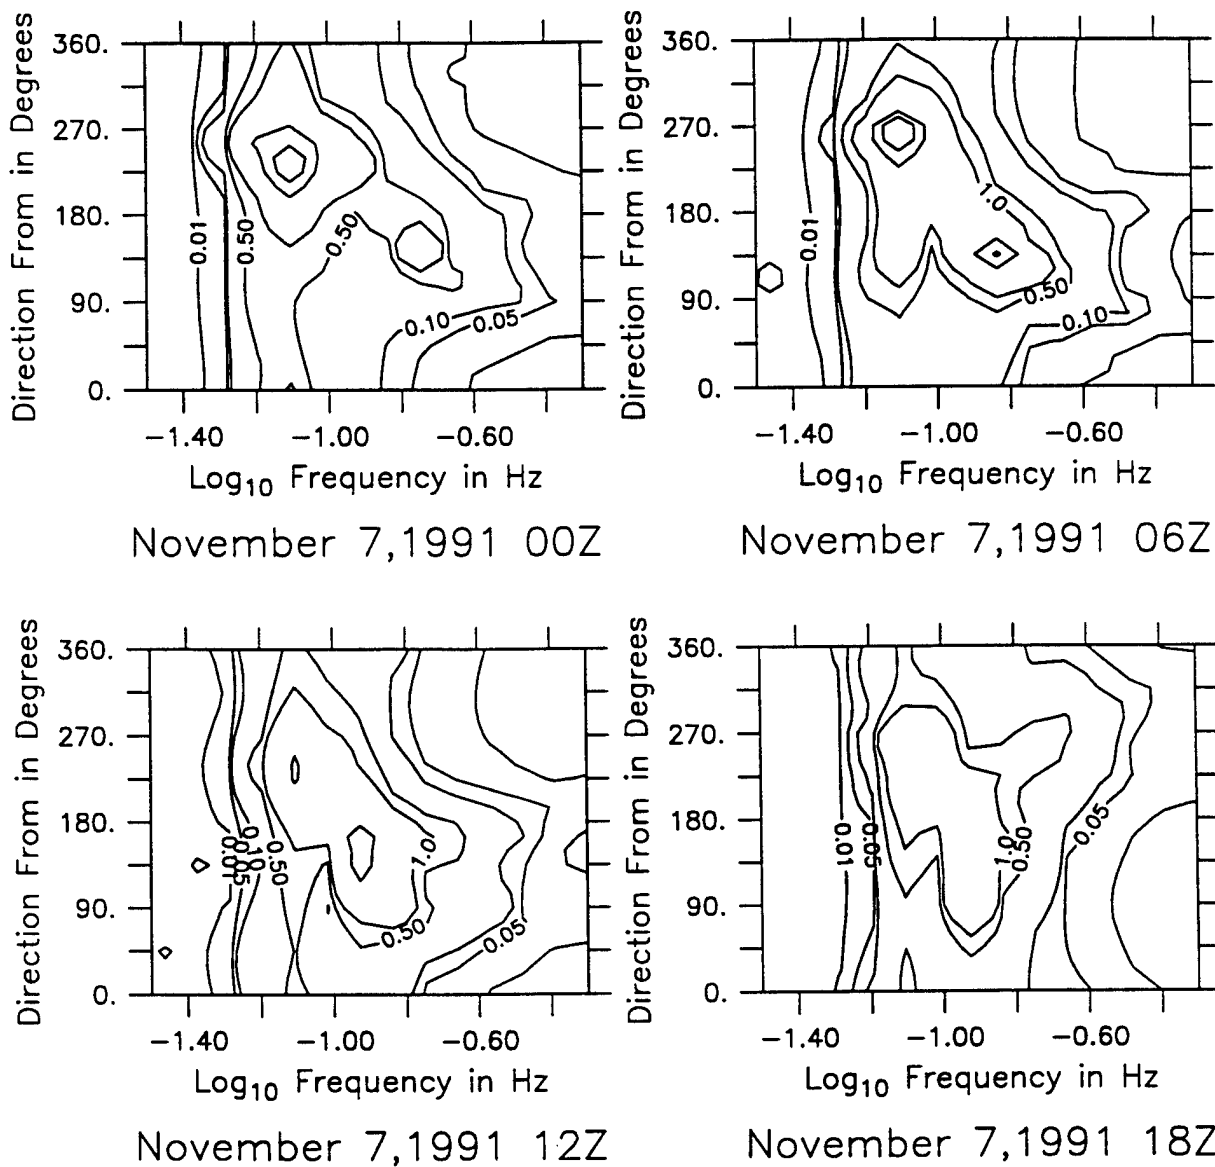 Direction From in Degrees
360.
270.
180.
90.
0.
0.01
0.50
0.50
0.10
0.05
−1.40 −1.00 −0.60
Log10 Frequency in Hz
November 7,1991 00Z
Direction From in Degrees
360.
270.
180.
90.
0.
0.01
1.0
0.50
0.10
−1.40 −1.00 −0.60
Log10 Frequency in Hz
November 7,1991 06Z
Direction From in Degrees
360.
270.
180.
90.
0.
0.01
0.05
0.10
0.50
1.0
0.50
0.05
−1.40 −1.00 −0.60
Log10 Frequency in Hz
November 7,1991 12Z
Direction From in Degrees
360.
270.
180.
90.
0.
0.01
0.05
1.0
0.50
0.05
−1.40 −1.00 −0.60
Log10 Frequency in Hz
November 7,1991 18Z